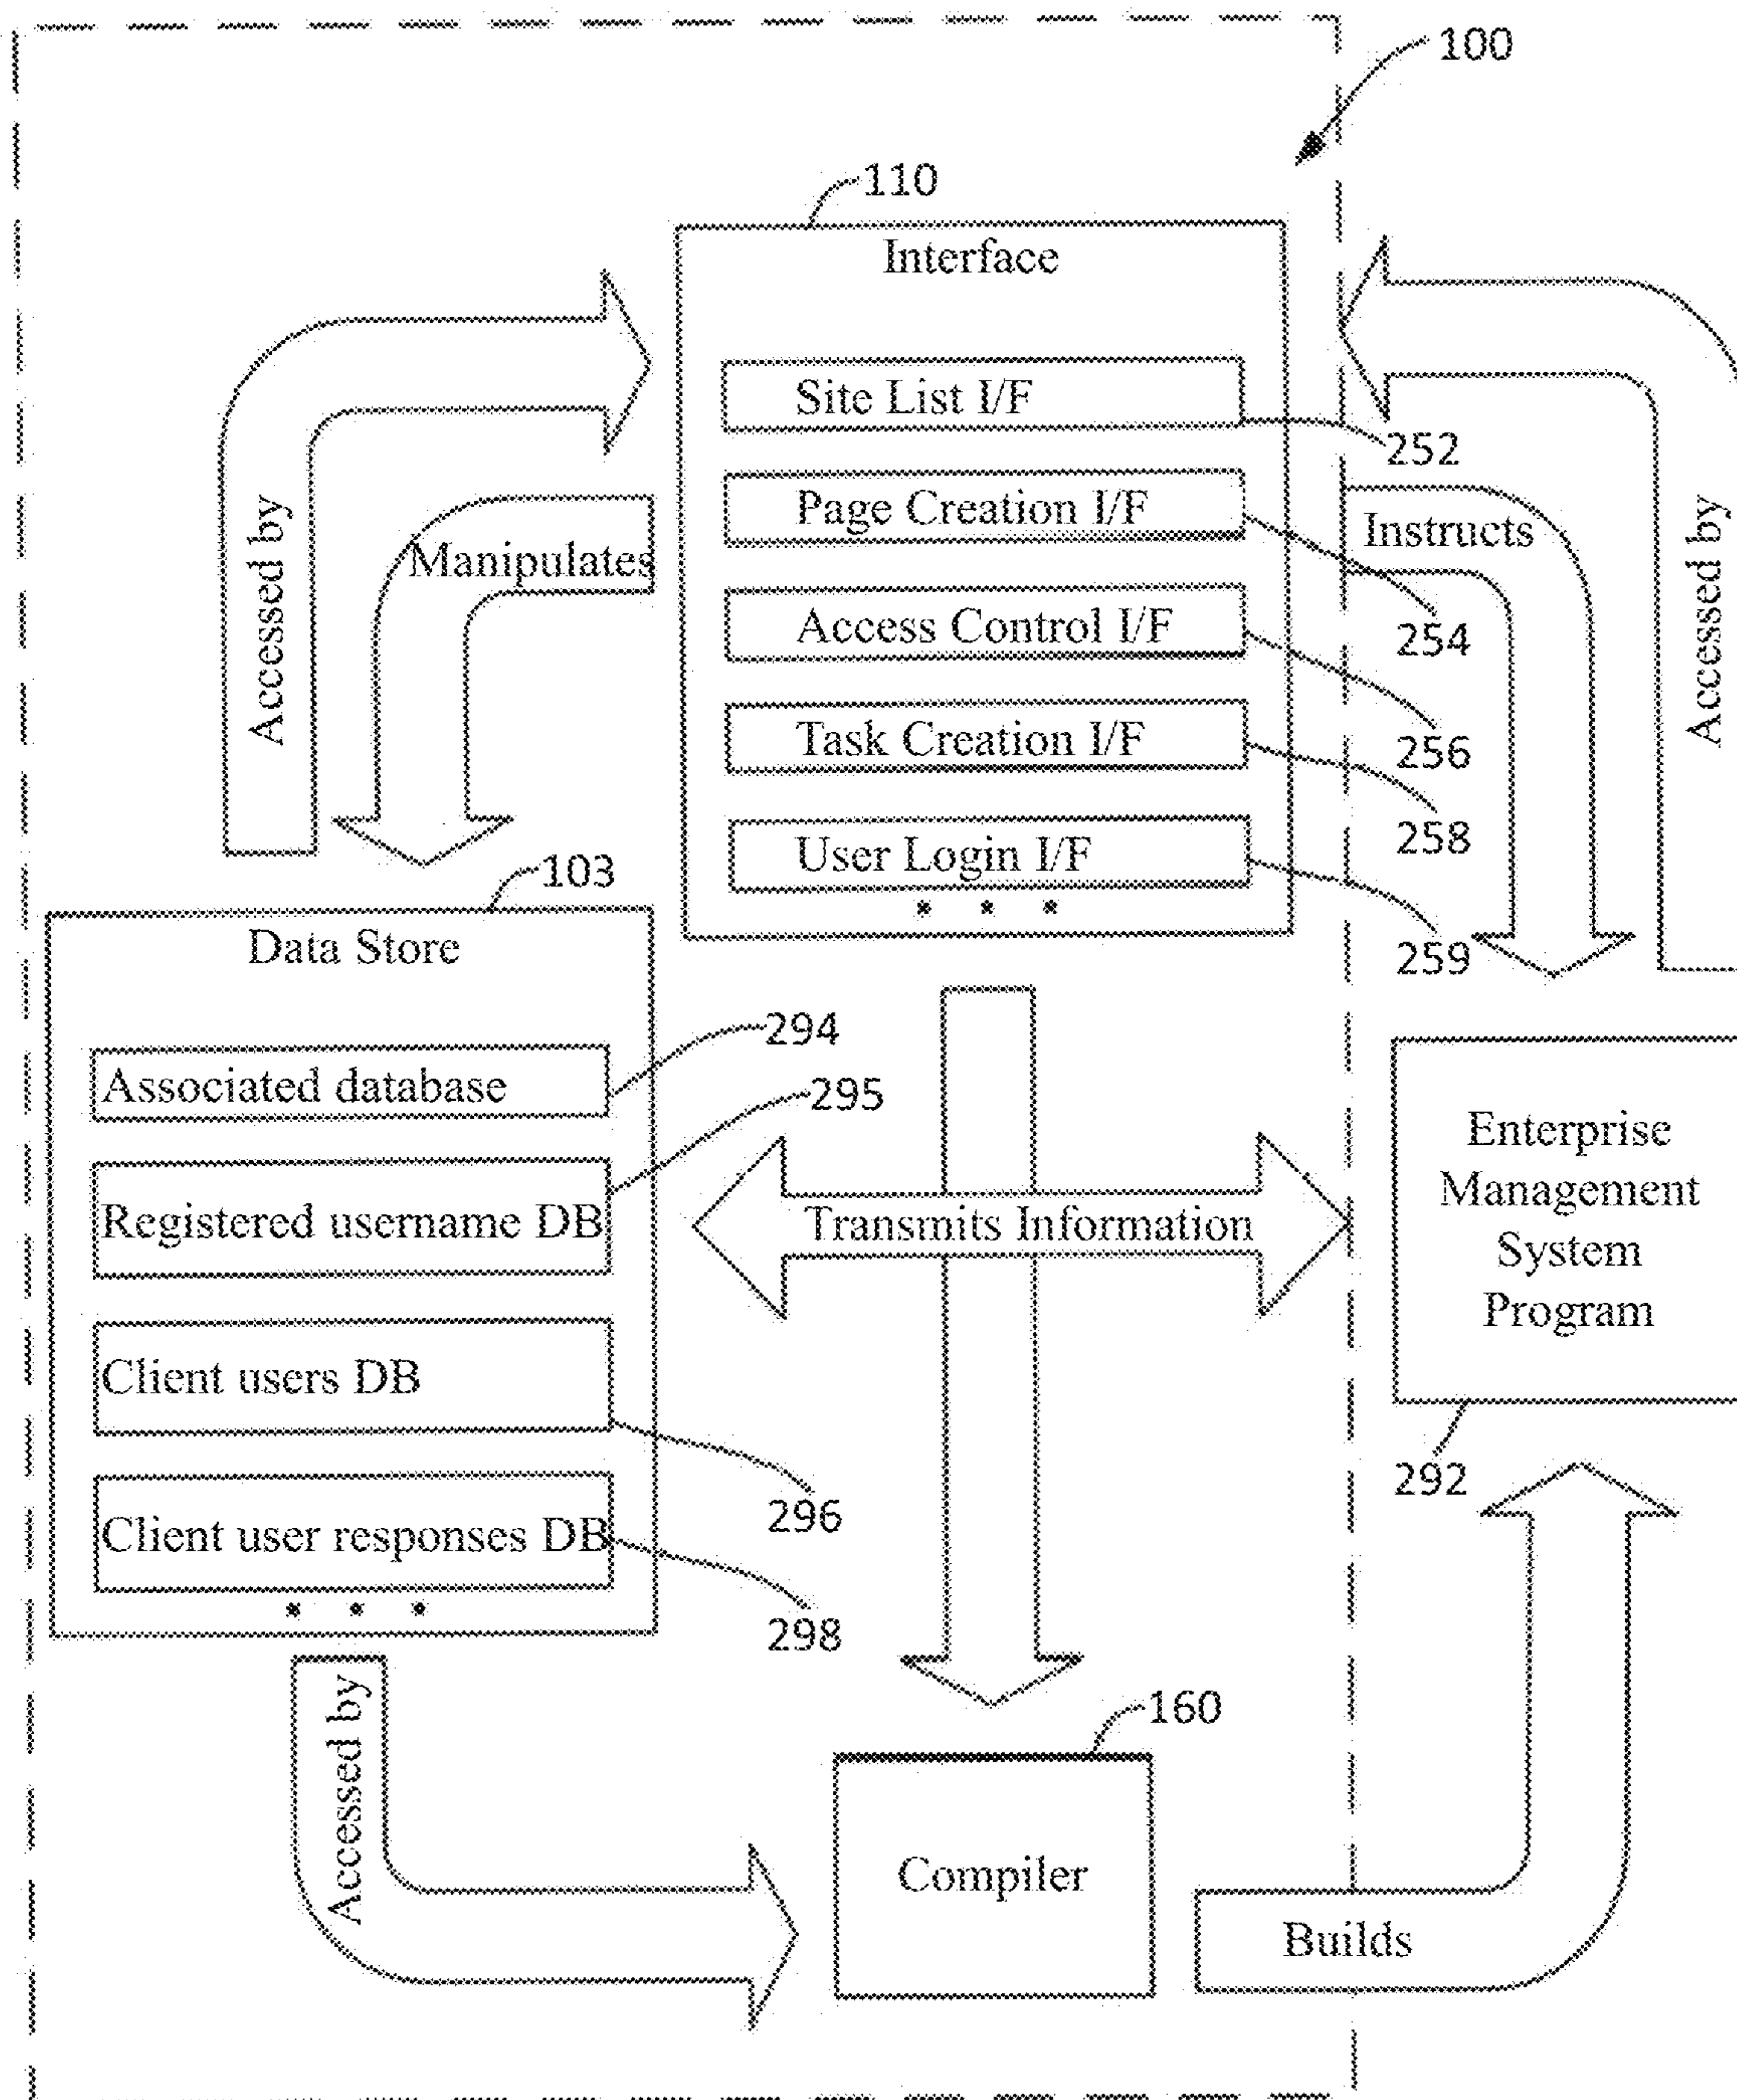 100
110
Interface
Site List I/F
252
Page Creation I/F
254
Access Control I/F
256
Task Creation I/F
258
User Login I/F
259
Accessed by
Manipulates
Instructs
Accessed by
103
Data Store
Associated database
294
Registered username DB
295
Client users DB
296
Client user responses DB
298
Transmits Information
Enterprise
Management
System
Program
292
Accessed by
160
Compiler
Builds